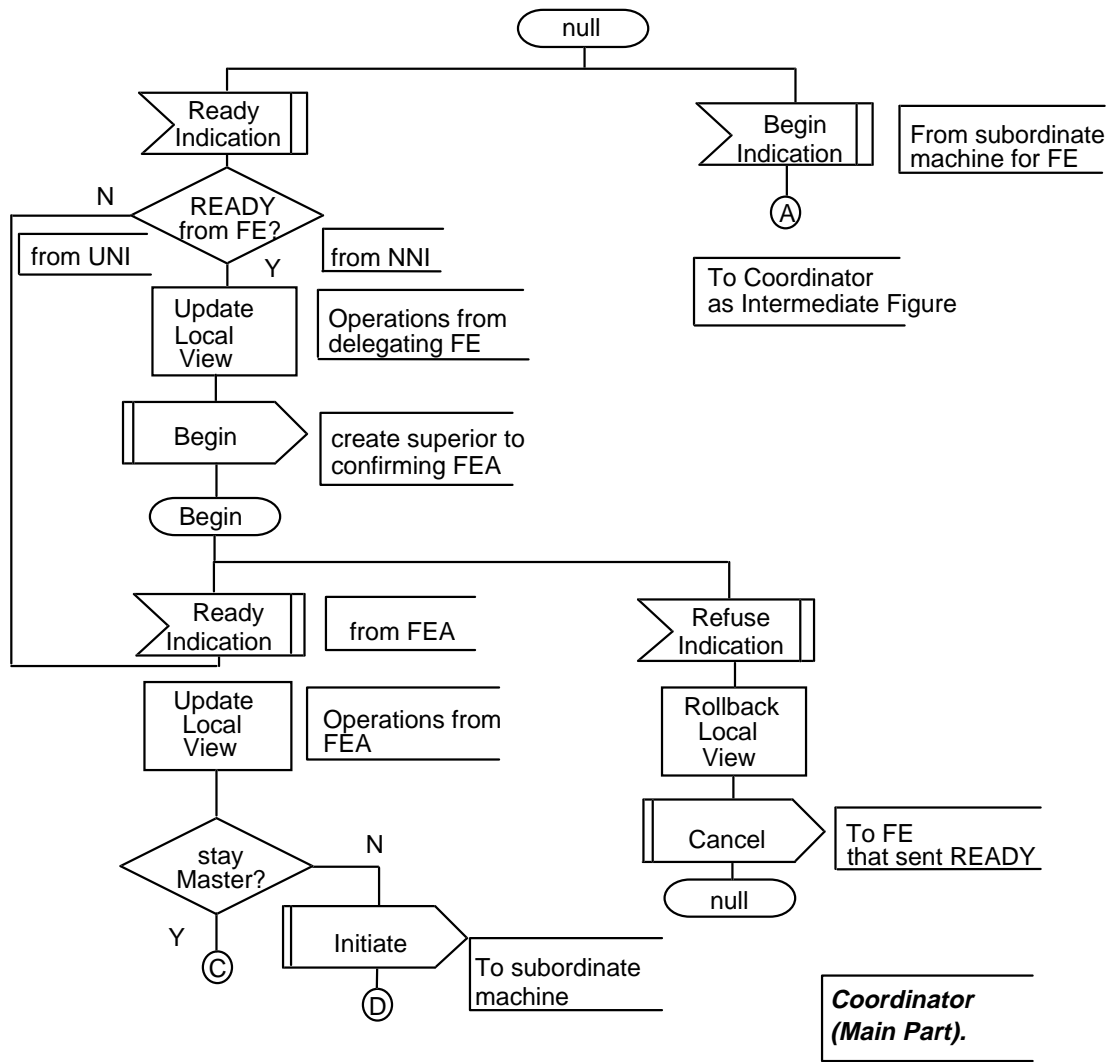 null
Ready
Indication
Begin
Indication
From subordinate
machine for FE
N
READY
from FE?
from UNI
from NNI
Y
A
To Coordinator
as Intermediate Figure
Update
Local
View
Operations from
delegating FE
Begin
create superior to
confirming FEA
Begin
Ready
Indication
from FEA
Refuse
Indication
Update
Local
View
Operations from
FEA
Rollback
Local
View
Cancel
To FE
that sent READY
null
stay
Master?
N
Y
C
Initiate
D
To subordinate
machine
Coordinator
(Main Part).